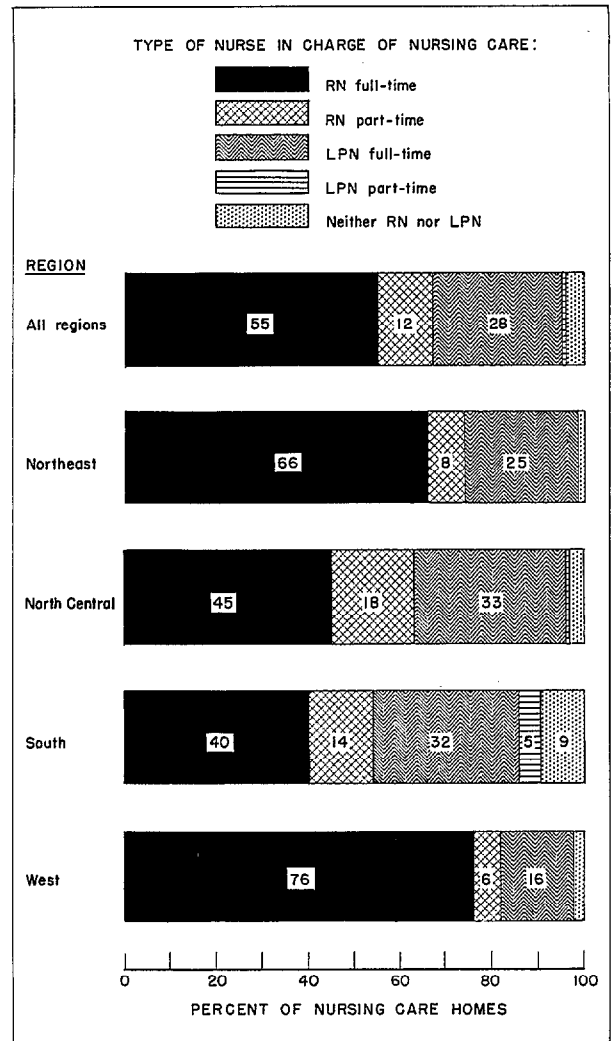 TYPE OF NURSE IN CHARGE OF NURSING CARE:
RN full-time
RN part-time
LPN full-time
LPN part-time
Neither RN nor LPN
REGION
All regions 55 12 28
Northeast 66 8 25
North Central 45 18 33
South 40 14 32 5 9
West 76 6 16
0 20 40 60 80 100
PERCENT OF NURSING CARE HOMES